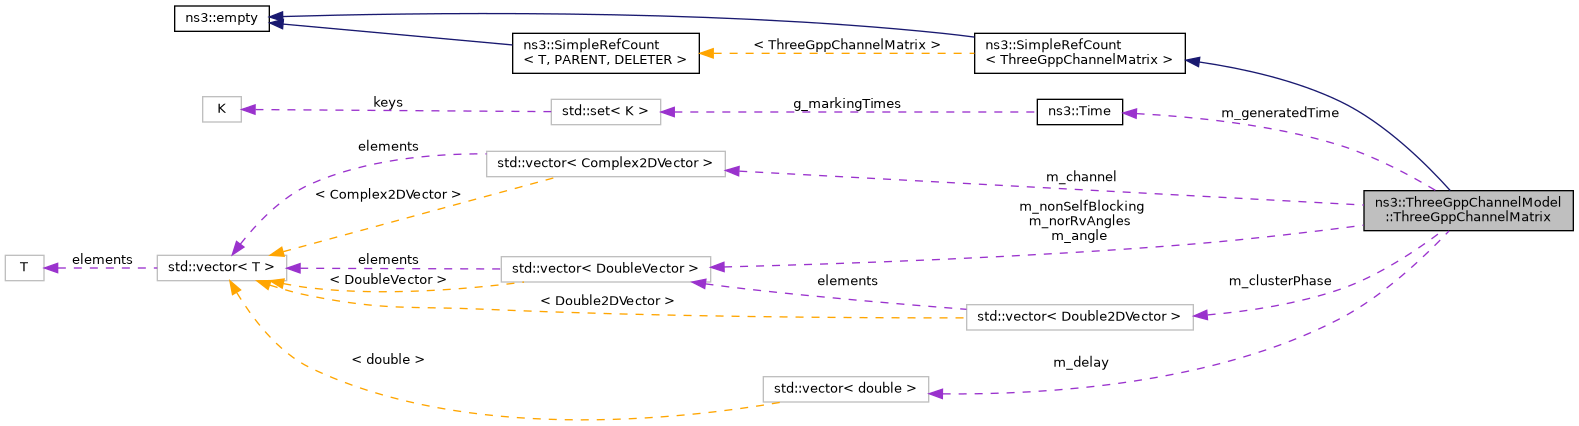 ns3::empty
ns3::SimpleRefCount
< T, PARENT, DELETER >
< ThreeGppChannelMatrix >
ns3::SimpleRefCount
< ThreeGppChannelMatrix >
K
keys
std::set< K >
g_markingTimes
ns3::Time
m_generatedTime
elements
std::vector< Complex2DVector >
m_channel
< Complex2DVector >
ns3::ThreeGppChannelModel
::ThreeGppChannelMatrix
m_nonSelfBlocking
m_norRvAngles
m_angle
T
elements
std::vector< T >
elements
< DoubleVector >
std::vector< DoubleVector >
elements
m_clusterPhase
< Double2DVector >
std::vector< Double2DVector >
< double >
m_delay
std::vector< double >